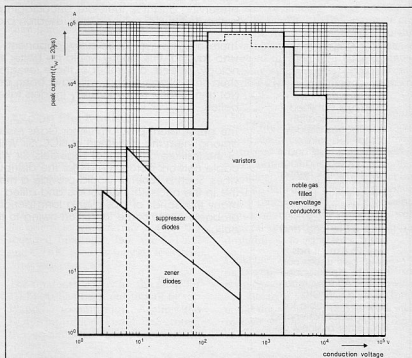 A
10⁵
peak current (tw = 20µs)
10⁴
10³
10²
10¹
10⁰
varistors
noble gas
filled
overvoltage
conductors
suppressor
diodes
zener
diodes
10⁰
10¹
10²
10³
10⁴
10⁵ V
conduction voltage